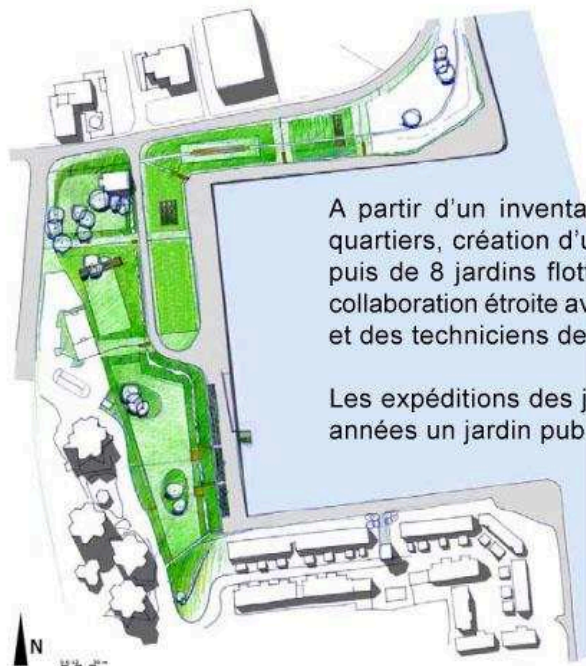 A partir d'un inventa
quartiers, création d'u
puis de 8 jardins flott
collaboration étroite av
et des techniciens de
Les expéditions des j
années un jardin pub
N